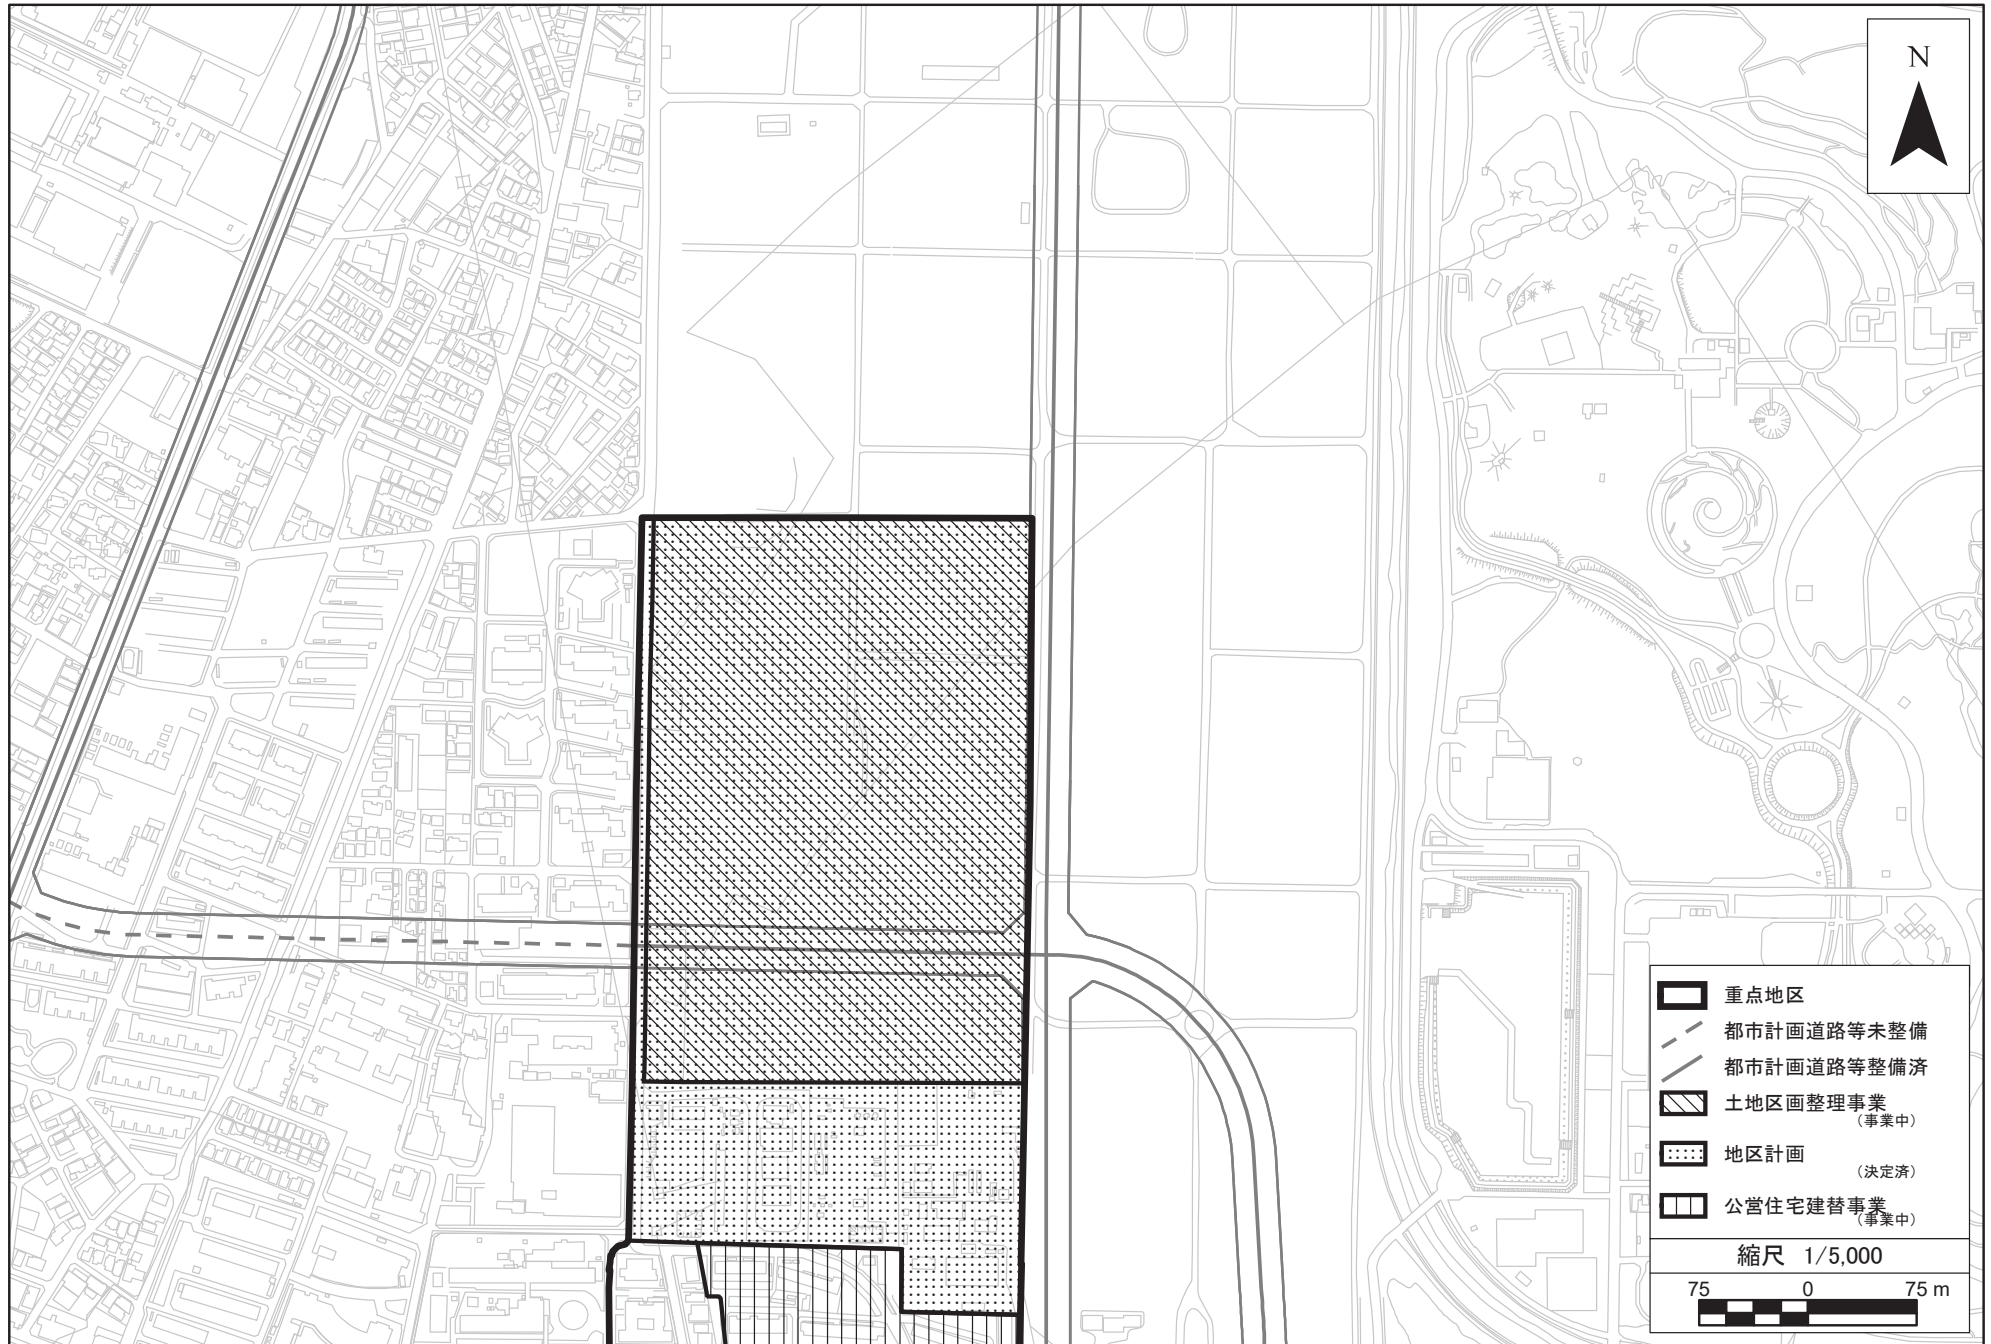 N
重点地区
都市計画道路等未整備
都市計画道路等整備済
土地区画整理事業
(事業中)
地区計画
(決定済)
公営住宅建替事業
(事業中)
縮尺 1/5,000
75 0 75 m